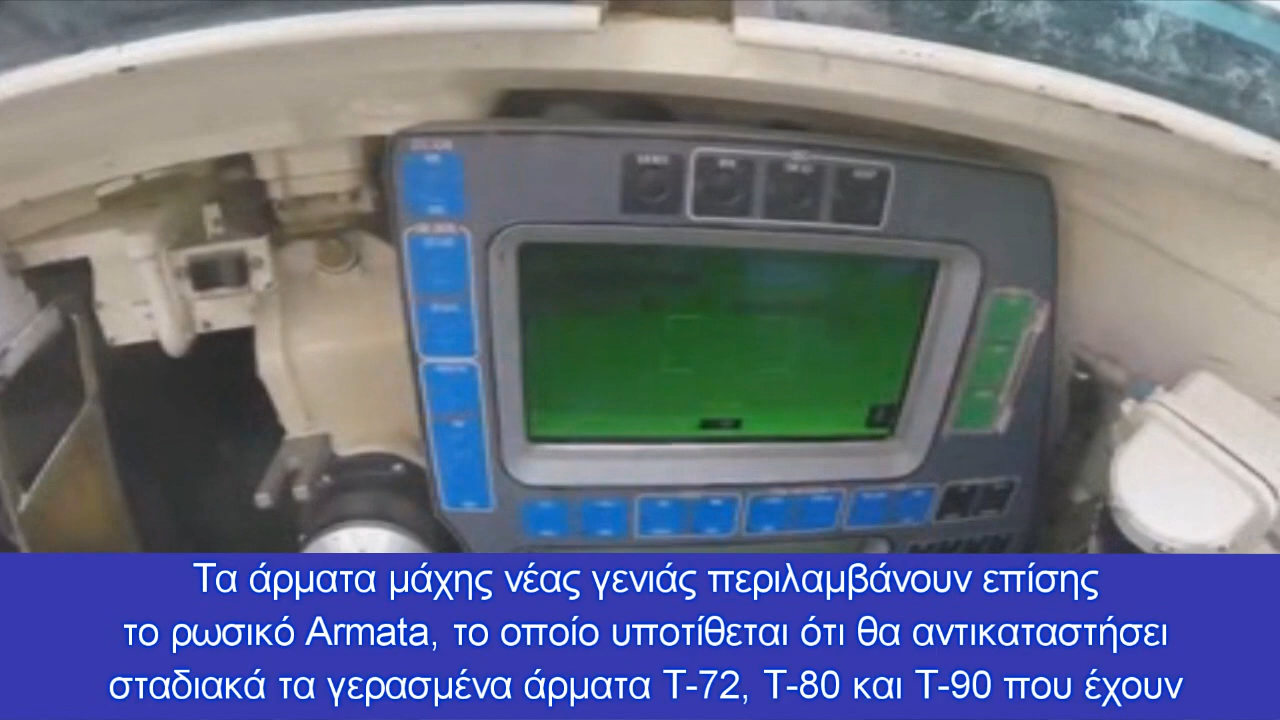 Τα άρματα μάχης νέας γενιάς περιλαμβάνουν επίσης
το ρωσικό Armata, το οποίο υποτίθεται ότι θα αντικαταστήσει
σταδιακά τα γερασμένα άρματα T-72, T-80 και T-90 που έχουν